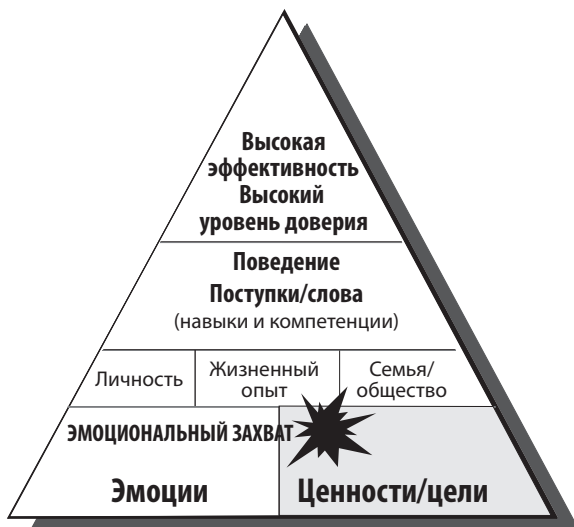 Высокая
эффективность
Высокий
уровень доверия
Поведение
Поступки/слова
(навыки и компетенции)
Личность
Жизненный
опыт
Семья/
общество
ЭМОЦИОНАЛЬНЫЙ ЗАХВАТ
Эмоции
Ценности/цели